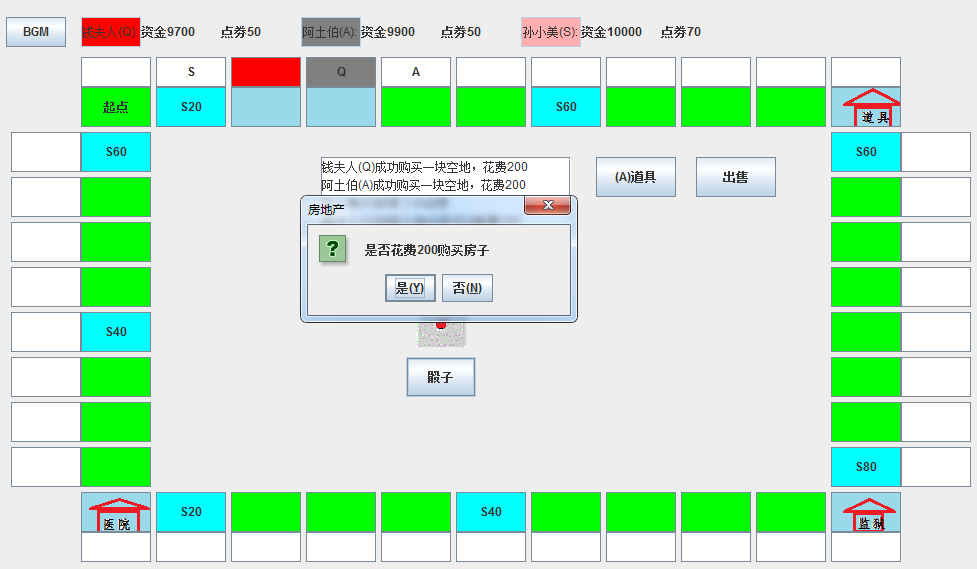 BGM 钱夫人(Q): 资金9700 点券50 阿土伯(A): 资金9900 点券50 孙小美(S): 资金10000 点券70
S Q A
起点 S20 S60 道具
S60 S60
钱夫人(Q)成功购买一块空地，花费200
阿土伯(A)成功购买一块空地，花费200
(A)道具 出售
房地产
是否花费200购买房子
是(Y) 否(N)
S40
骰子
S80
医院 S20 S40 监狱